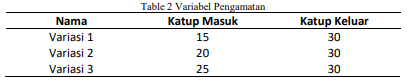 Table 2 Variabel Pengamatan
Nama Katup Masuk Katup Keluar
Variasi 1 15 30
Variasi 2 20 30
Variasi 3 25 30